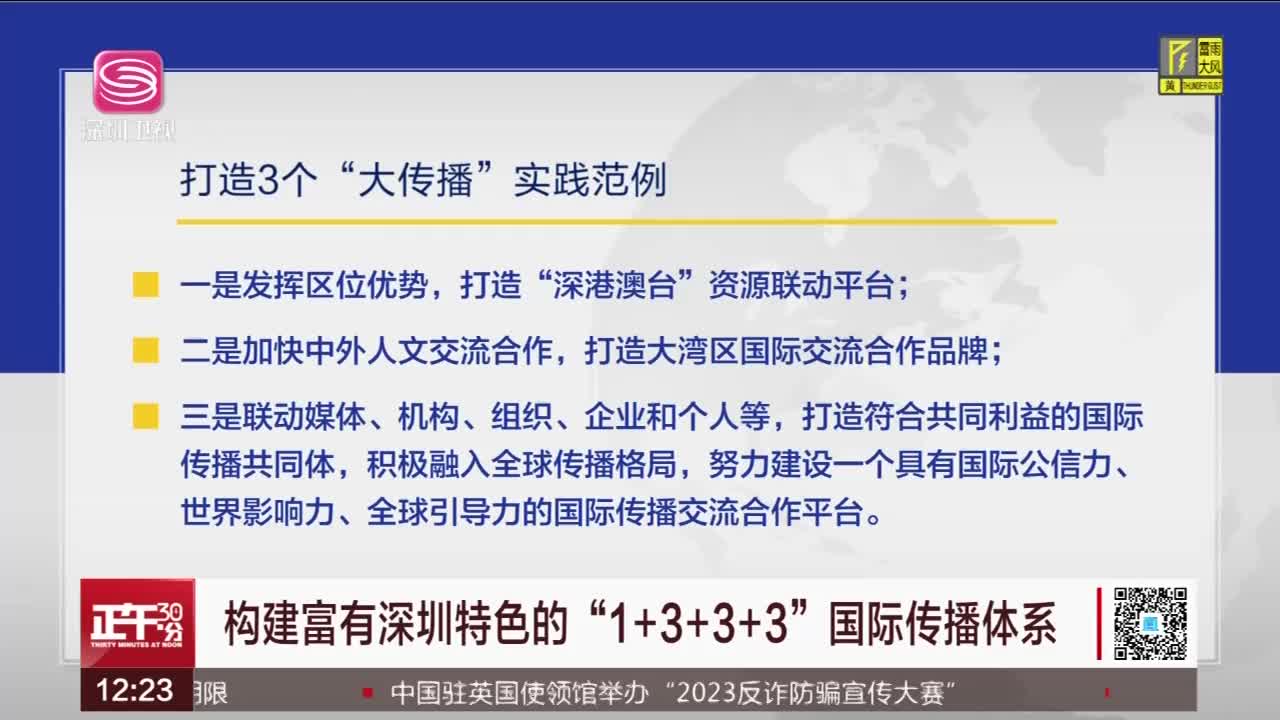 深圳卫视
雷雨
大风
黄 THUNDER GUST
打造3个“大传播”实践范例
一是发挥区位优势，打造“深港澳台”资源联动平台；
二是加快中外人文交流合作，打造大湾区国际交流合作品牌；
三是联动媒体、机构、组织、企业和个人等，打造符合共同利益的国际
传播共同体，积极融入全球传播格局，努力建设一个具有国际公信力、
世界影响力、全球引导力的国际传播交流合作平台。
正午30分
THIRTY MINUTES AT NOON
构建富有深圳特色的“1+3+3+3”国际传播体系
12:23
期限 中国驻英国使领馆举办“2023反诈防骗宣传大赛”